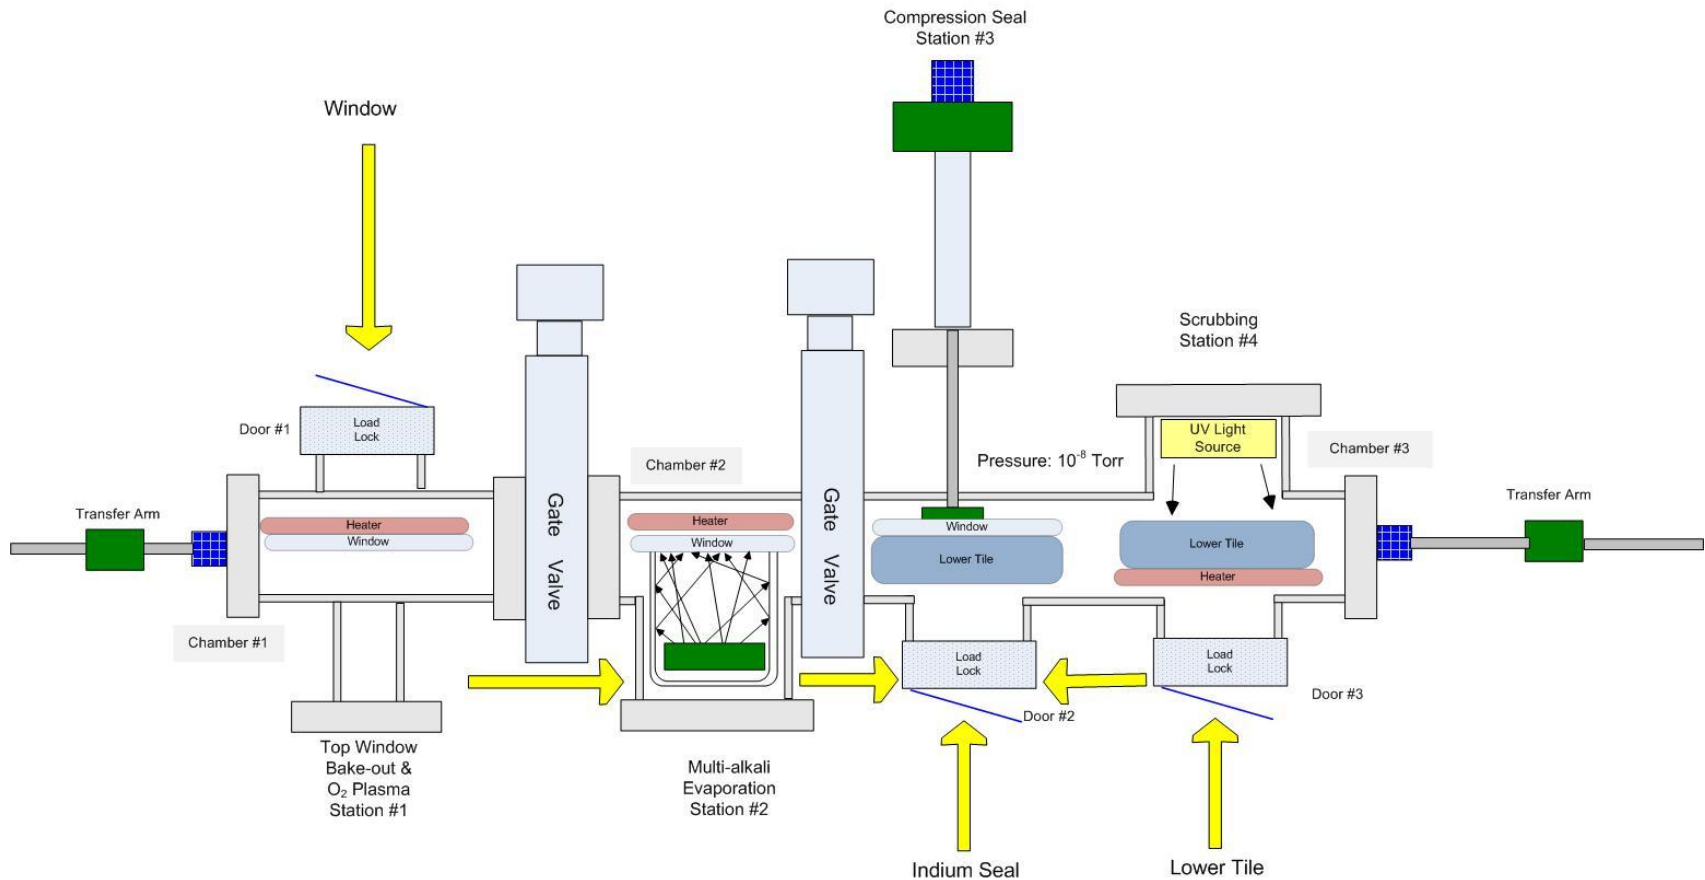 Compression Seal
Station #3
Window
Scrubbing
Station #4
Door #1
Load
Lock
UV Light
Source
Chamber #2
Pressure: 10⁻⁸ Torr
Chamber #3
Transfer Arm
Heater
Window
Gate Valve
Heater
Window
Gate Valve
Window
Lower Tile
Lower Tile
Heater
Transfer Arm
Chamber #1
Load
Lock
Load
Lock
Door #2
Door #3
Top Window
Bake-out &
O₂ Plasma
Station #1
Multi-alkali
Evaporation
Station #2
Indium Seal
Lower Tile